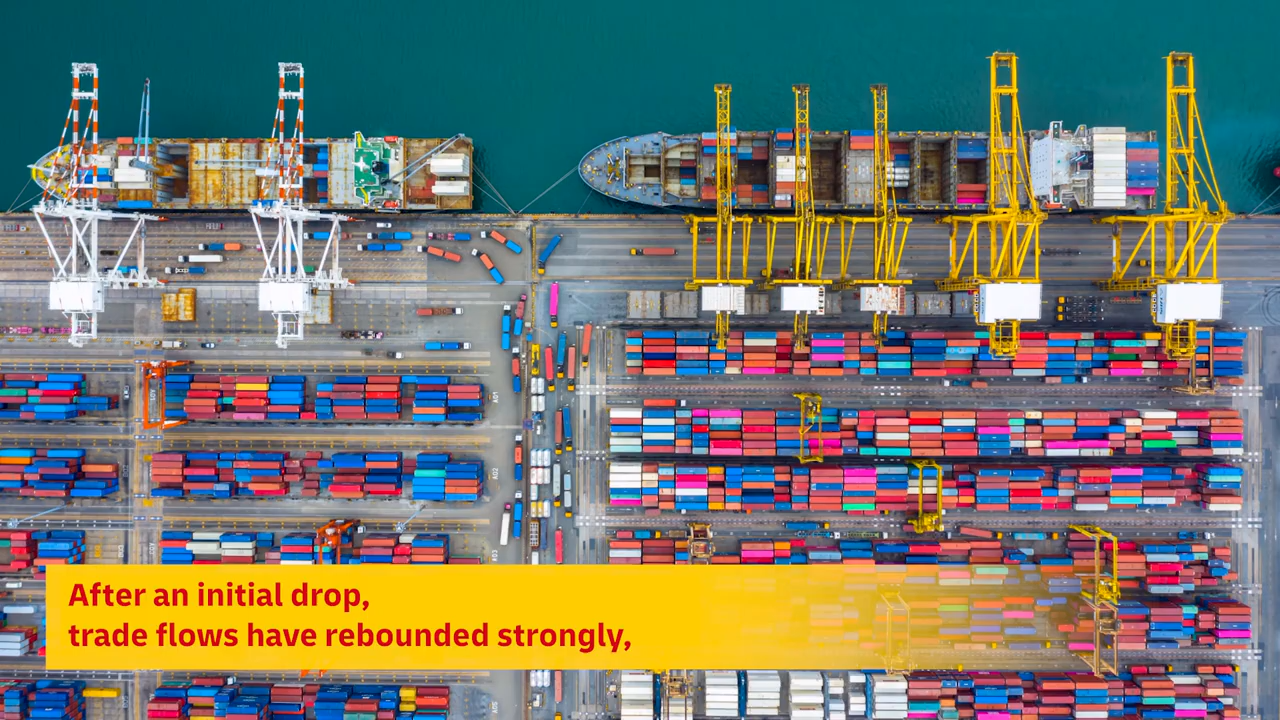 After an initial drop,
trade flows have rebounded strongly,